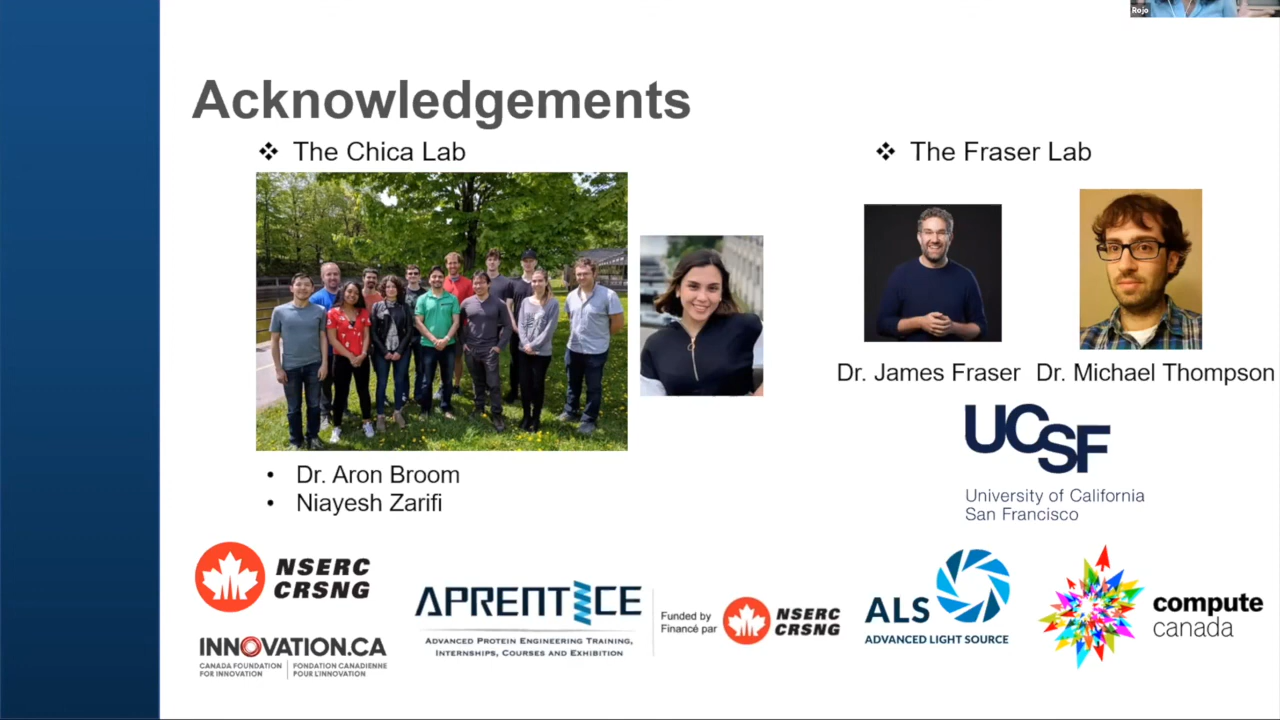 Rojo
Acknowledgements
❖ The Chica Lab
❖ The Fraser Lab
Dr. James Fraser
Dr. Michael Thompson
UCSF
University of California
San Francisco
• Dr. Aron Broom
• Niayesh Zarifi
NSERC
CRSNG
INNOVATION.CA
CANADA FOUNDATION
FOR INNOVATION
FONDATION CANADIENNE
POUR L'INNOVATION
APRENTICE
ADVANCED PROTEIN ENGINEERING TRAINING,
INTERNSHIPS, COURSES AND EXHIBITION
Funded by
Financé par
NSERC
CRSNG
ALS
ADVANCED LIGHT SOURCE
compute
canada